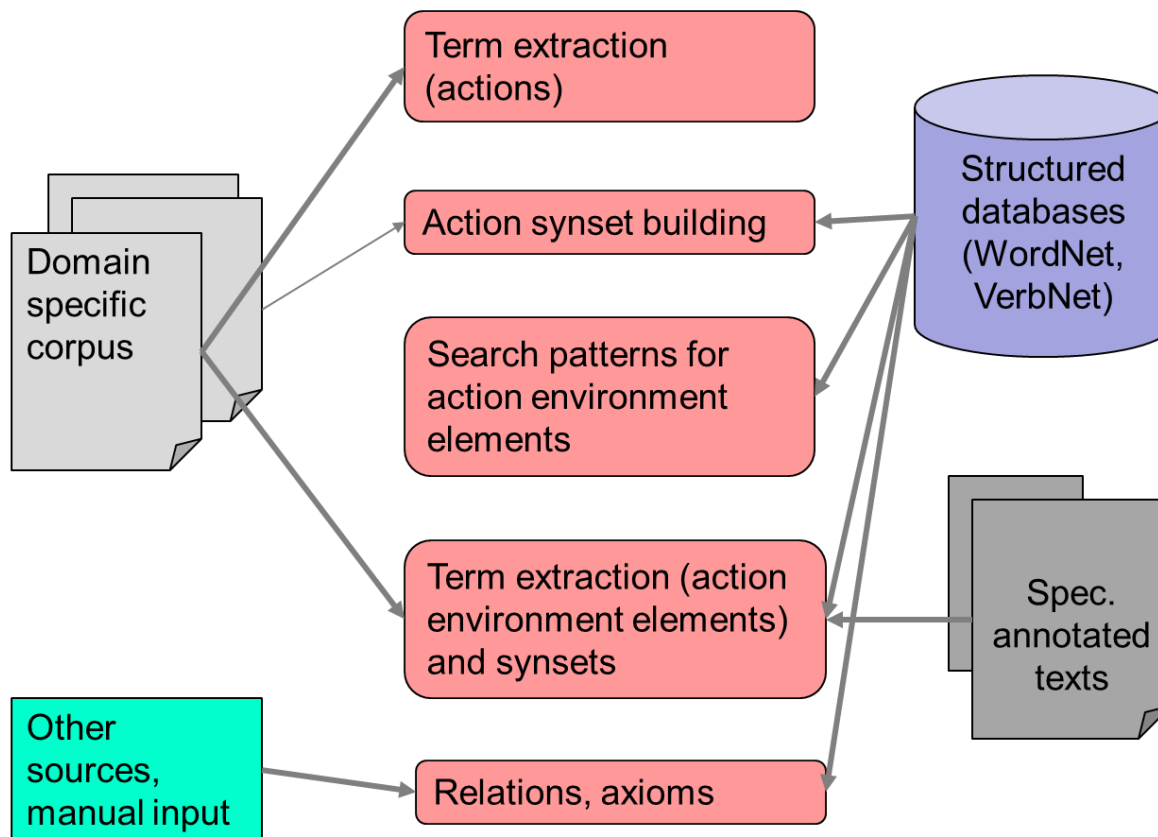 Term extraction
(actions)
Action synset building
Domain
specific
corpus
Structured
databases
(WordNet,
VerbNet)
Search patterns for
action environment
elements
Term extraction (action
environment elements)
and synsets
Spec.
annotated
texts
Other
sources,
manual input
Relations, axioms